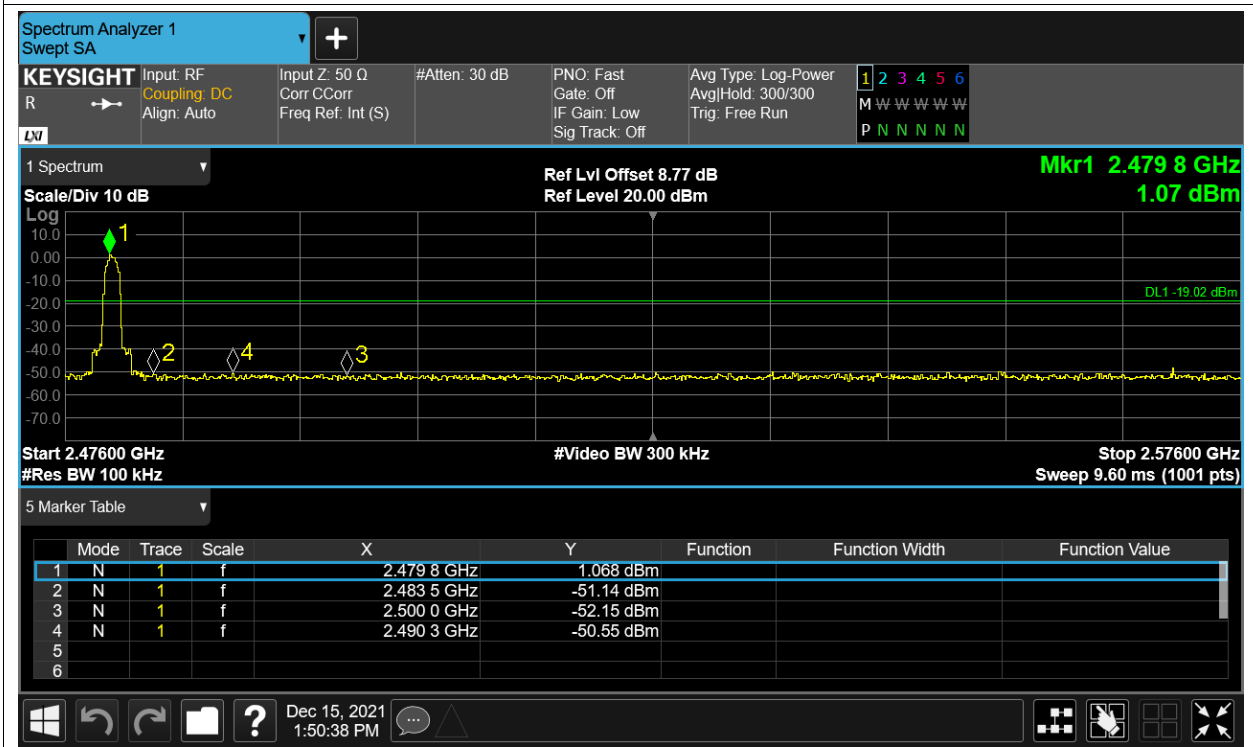 Spectrum Analyzer 1
Swept SA
KEYSIGHT
R
LXI
Input: RF
Coupling: DC
Align: Auto
Input Z: 50 Ω
Corr CCorr
Freq Ref: Int (S)
#Atten: 30 dB
PNO: Fast
Gate: Off
IF Gain: Low
Sig Track: Off
Avg Type: Log-Power
Avg|Hold: 300/300
Trig: Free Run
1 2 3 4 5 6
M W W W W W
P N N N N N
1 Spectrum
Scale/Div 10 dB
Ref Lvl Offset 8.77 dB
Ref Level 20.00 dBm
Mkr1 2.479 8 GHz
1.07 dBm
Log
10.0
0.00
-10.0
-20.0
-30.0
-40.0
-50.0
-60.0
-70.0
1
DL1 -19.02 dBm
2
4
3
Start 2.47600 GHz
#Res BW 100 kHz
#Video BW 300 kHz
Stop 2.57600 GHz
Sweep 9.60 ms (1001 pts)
5 Marker Table
Mode Trace Scale X Y Function Function Width Function Value
1 N 1 f 2.479 8 GHz 1.068 dBm
2 N 1 f 2.483 5 GHz -51.14 dBm
3 N 1 f 2.500 0 GHz -52.15 dBm
4 N 1 f 2.490 3 GHz -50.55 dBm
5
6
?
Dec 15, 2021
1:50:38 PM